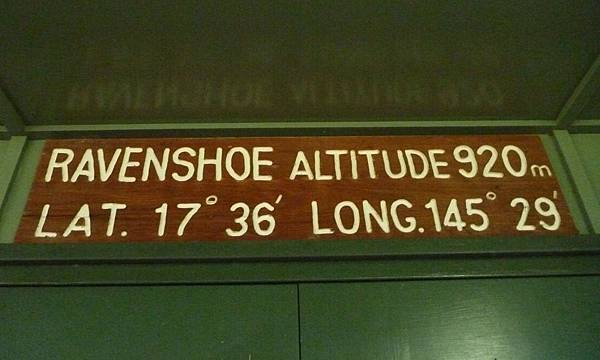 RAVENSHOE ALTITUDE 920m
LAT. 17° 36' LONG. 145° 29'